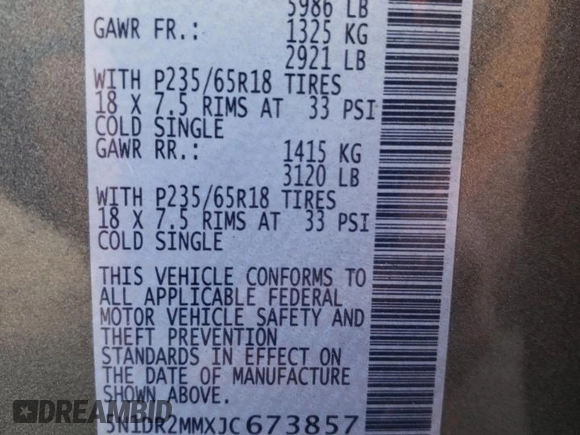 5986 LB
GAWR FR.: 1325 KG
2921 LB
WITH P235/65R18 TIRES
18 X 7.5 RIMS AT 33 PSI
COLD SINGLE
GAWR RR.: 1415 KG
3120 LB
WITH P235/65R18 TIRES
18 X 7.5 RIMS AT 33 PSI
COLD SINGLE
THIS VEHICLE CONFORMS TO
ALL APPLICABLE FEDERAL
MOTOR VEHICLE SAFETY AND
THEFT PREVENTION
STANDARDS IN EFFECT ON
THE DATE OF MANUFACTURE
SHOWN ABOVE.
5N1DR2MMXJC673857
DREAMBID